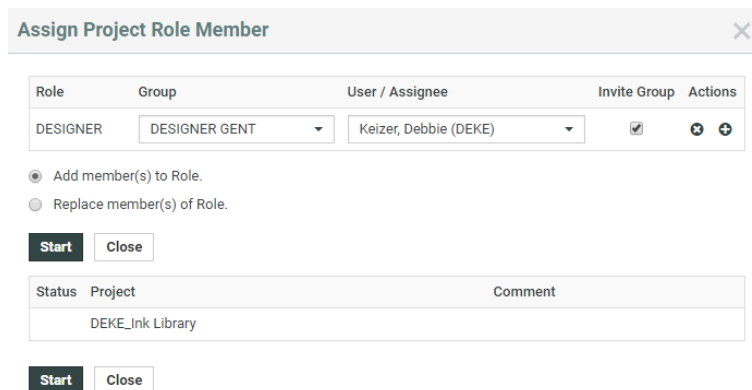 Assign Project Role Member
Role Group User / Assignee Invite Group Actions
DESIGNER DESIGNER GENT Keizer, Debbie (DEKE)
Add member(s) to Role.
Replace member(s) of Role.
Start Close
Status Project Comment
DEKE_Ink Library
Start Close